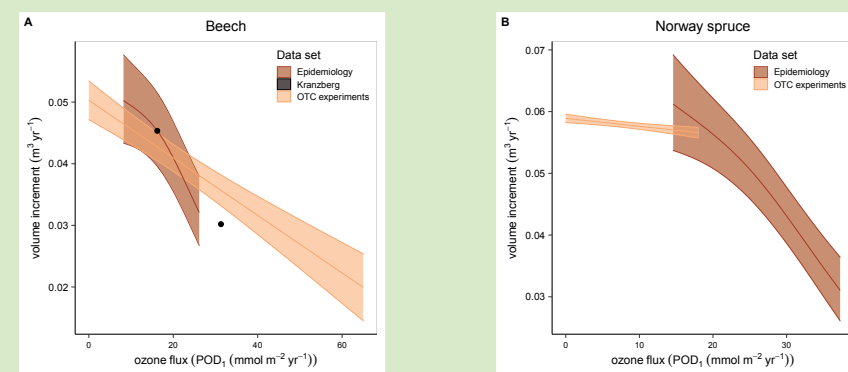 A
Beech
Data set
Epidemiology
Kranzberg
OTC experiments
0.05
0.04
0.03
0.02
volume increment (m³ yr⁻¹)
0
20
40
60
ozone flux (POD₁ (mmol m⁻² yr⁻¹))
B
Norway spruce
Data set
Epidemiology
OTC experiments
0.07
0.06
0.05
0.04
0.03
volume increment (m³ yr⁻¹)
0
10
20
30
ozone flux (POD₁ (mmol m⁻² yr⁻¹))